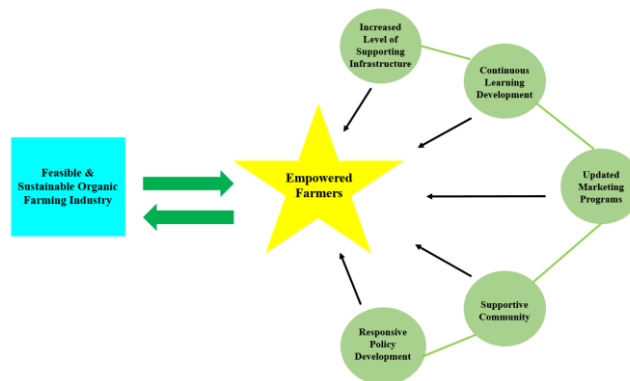 Increased
Level of
Supporting
Infrastructure
Continuous
Learning
Development
Feasible &
Sustainable Organic
Farming Industry
Empowered
Farmers
Updated
Marketing
Programs
Supportive
Community
Responsive
Policy
Development